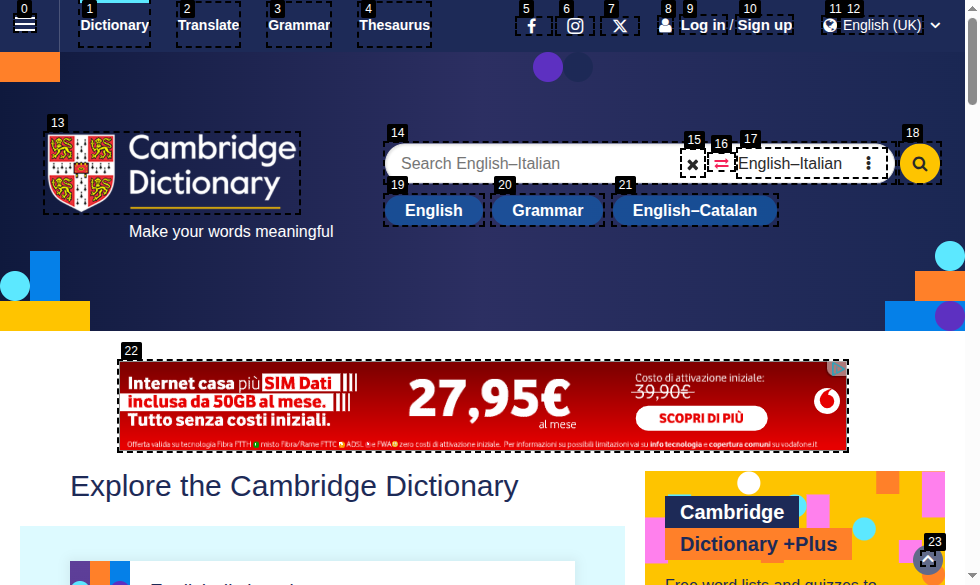 0
1
2
3
4
5
6
7
8
9
10
11
12
Dictionary
Translate
Grammar
Thesaurus
Log in / Sign up
English (UK)
13
Cambridge
Dictionary
Make your words meaningful
14
15
16
17
18
Search English–Italian
English–Italian
19
20
21
English
Grammar
English–Catalan
22
Internet casa più SIM Dati
inclusa da 50GB al mese.
Tutto senza costi iniziali.
27,95€
al mese
Costo di attivazione iniziale:
39,90€
SCOPRI DI PIÙ
Offerta valida su tecnologia Fibra FTTH misto Fibra/Rame FTTC ADSL e FWA zero costi di attivazione iniziale. Per informazioni su possibili limitazioni vai su info tecnologia e copertura comuni su vodafone.it
Explore the Cambridge Dictionary
Cambridge
Dictionary +Plus
23
Free word lists and quizzes to